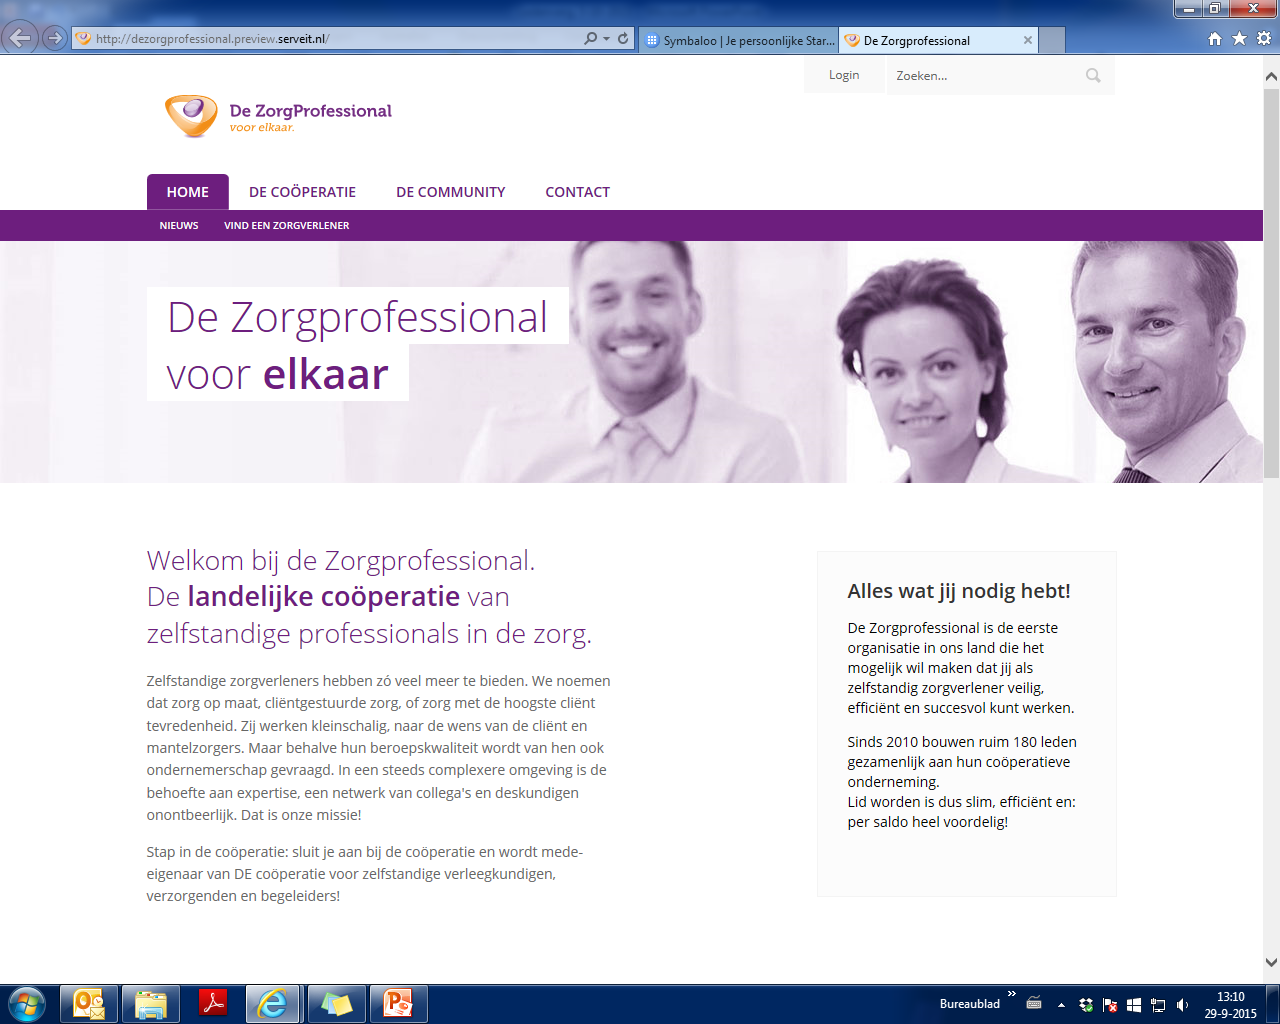 http://dezorgprofessional.preview.serveit.nl/
Symbaloo | Je persoonlijke Star...
De Zorgprofessional
Login
Zoeken...
De ZorgProfessional
voor elkaar.
HOME
DE COÖPERATIE
DE COMMUNITY
CONTACT
NIEUWS
VIND EEN ZORGVERLENER
De Zorgprofessional
voor elkaar
Welkom bij de Zorgprofessional.
De landelijke coöperatie van
zelfstandige professionals in de zorg.
Zelfstandige zorgverleners hebben zó veel meer te bieden. We noemen
dat zorg op maat, cliëntgestuurde zorg, of zorg met de hoogste cliënt
tevredenheid. Zij werken kleinschalig, naar de wens van de cliënt en
mantelzorgers. Maar behalve hun beroepskwaliteit wordt van hen ook
ondernemerschap gevraagd. In een steeds complexere omgeving is de
behoefte aan expertise, een netwerk van collega's en deskundigen
onontbeerlijk. Dat is onze missie!
Stap in de coöperatie: sluit je aan bij de coöperatie en wordt mede-
eigenaar van DE coöperatie voor zelfstandige verleegkundigen,
verzorgenden en begeleiders!
Alles wat jij nodig hebt!
De Zorgprofessional is de eerste
organisatie in ons land die het
mogelijk wil maken dat jij als
zelfstandig zorgverlener veilig,
efficiënt en succesvol kunt werken.
Sinds 2010 bouwen ruim 180 leden
gezamenlijk aan hun coöperatieve
onderneming.
Lid worden is dus slim, efficiënt en:
per saldo heel voordelig!
Bureaublad
13:10
29-9-2015